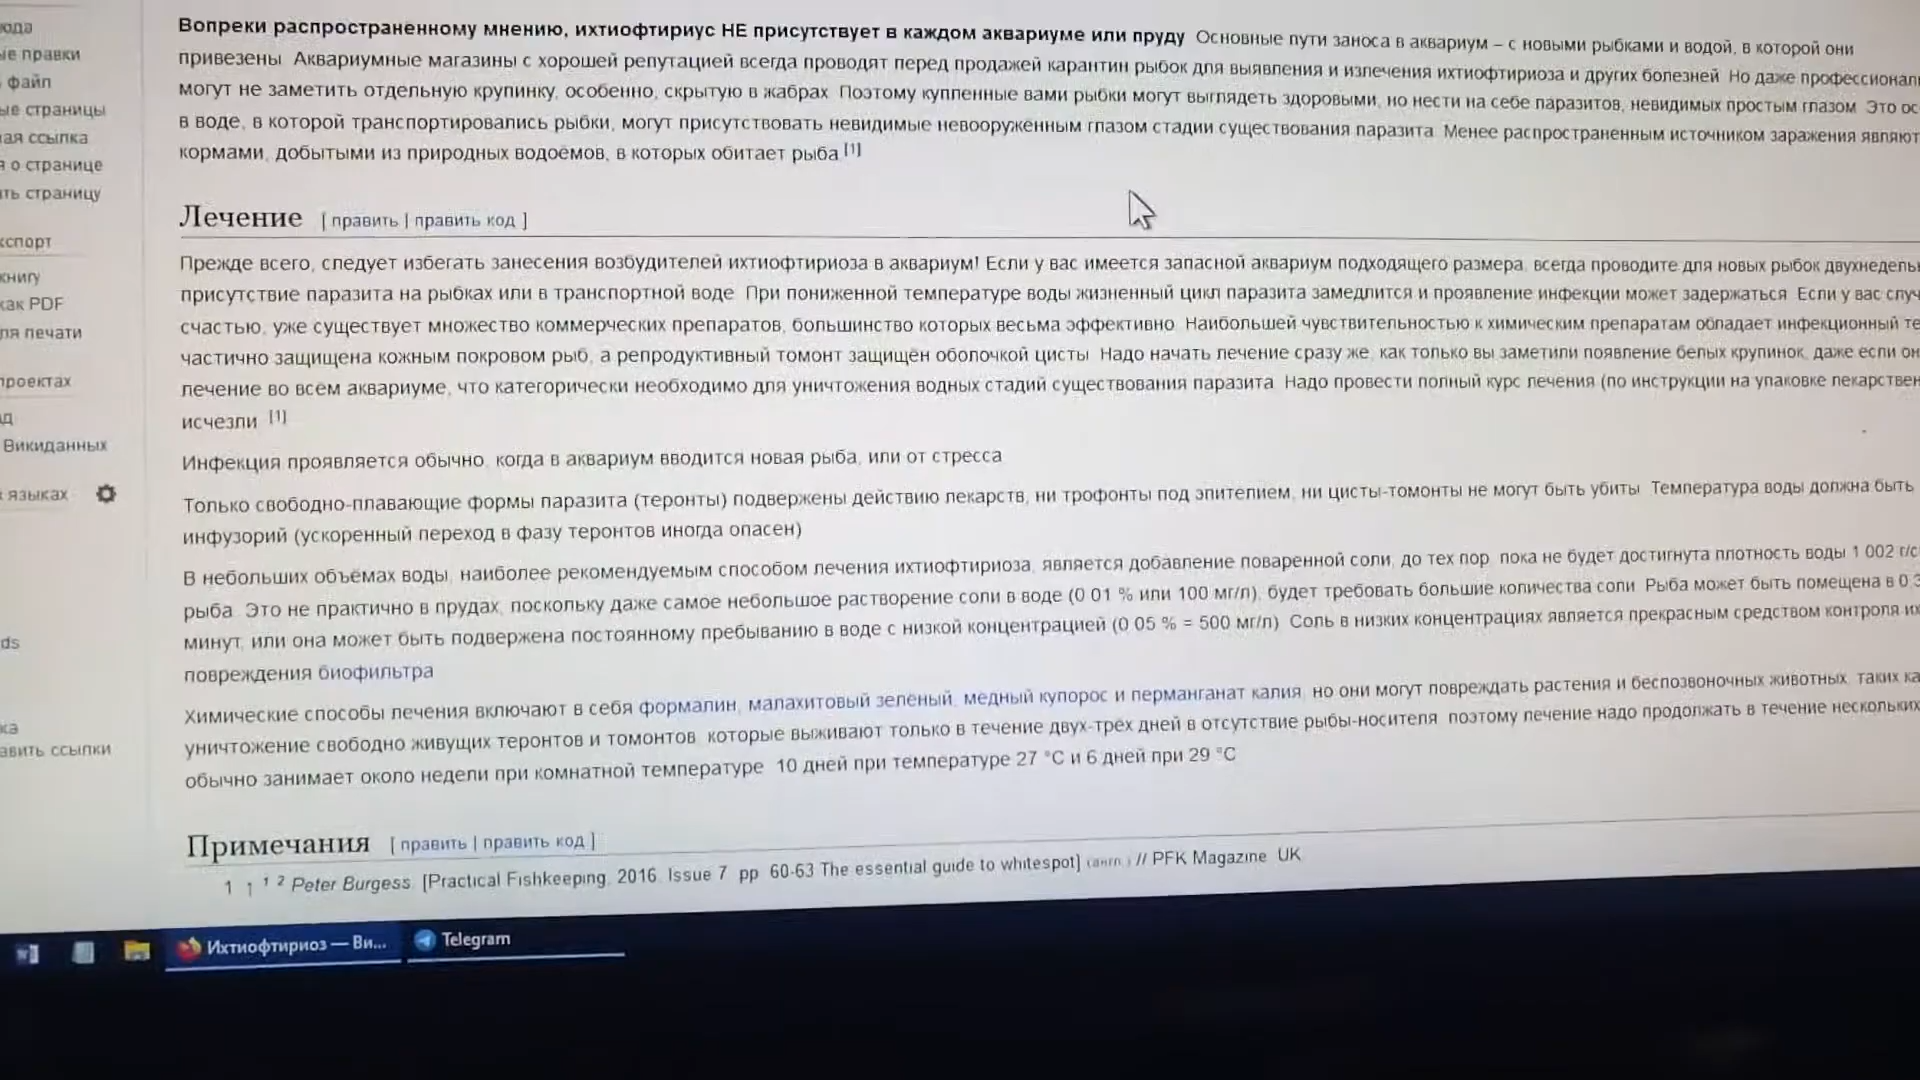 Вопреки распространенному мнению, ихтиофтириус НЕ присутствует в каждом аквариуме или пруду Основные пути заноса в аквариум – с новыми рыбками и водой, в которой они
привезены Аквариумные магазины с хорошей репутацией всегда проводят перед продажей карантин рыбок для выявления и излечения ихтиофтириоза и других болезней Но даже профессионал
могут не заметить отдельную крупинку, особенно, скрытую в жабрах Поэтому купленные вами рыбки могут выглядеть здоровыми, но нести на себе паразитов, невидимых простым глазом Это ос
в воде, в которой транспортировались рыбки, могут присутствовать невидимые невооружённым глазом стадии существования паразита Менее распространенным источником заражения являют
кормами, добытыми из природных водоёмов, в которых обитает рыба [1]
Лечение [ править | править код ]
Прежде всего, следует избегать занесения возбудителей ихтиофтириоза в аквариум! Если у вас имеется запасной аквариум подходящего размера, всегда проводите для новых рыбок двухнедель
присутствие паразита на рыбках или в транспортной воде При пониженной температуре воды жизненный цикл паразита замедлится и проявление инфекции может задержаться Если у вас случ
счастью, уже существует множество коммерческих препаратов, большинство которых весьма эффективно Наибольшей чувствительностью к химическим препаратам обладает инфекционный те
частично защищена кожным покровом рыб, а репродуктивный томонт защищён оболочкой цисты Надо начать лечение сразу же, как только вы заметили появление белых крупинок, даже если он
лечение во всём аквариуме, что категорически необходимо для уничтожения водных стадий существования паразита Надо провести полный курс лечения (по инструкции на упаковке лекарствен
исчезли [1]
Инфекция проявляется обычно, когда в аквариум вводится новая рыба, или от стресса
Только свободно-плавающие формы паразита (теронты) подвержены действию лекарств, ни трофонты под эпителием, ни цисты-томонты не могут быть убиты Температура воды должна быть
инфузорий (ускоренный переход в фазу теронтов иногда опасен)
В небольших объёмах воды, наиболее рекомендуемым способом лечения ихтиофтириоза, является добавление поваренной соли, до тех пор, пока не будет достигнута плотность воды 1 002 г/с
рыба Это не практично в прудах, поскольку даже самое небольшое растворение соли в воде (0 01 % или 100 мг/л), будет требовать большие количества соли Рыба может быть помещена в 0 3
минут, или она может быть подвержена постоянному пребыванию в воде с низкой концентрацией (0 05 % = 500 мг/л) Соль в низких концентрациях является прекрасным средством контроля их
повреждения биофильтра
Химические способы лечения включают в себя формалин, малахитовый зелёный, медный купорос и перманганат калия, но они могут повреждать растения и беспозвоночных животных, таких ка
уничтожение свободно живущих теронтов и томонтов, которые выживают только в течение двух-трёх дней в отсутствие рыбы-носителя, поэтому лечение надо продолжать в течение нескольких
обычно занимает около недели при комнатной температуре 10 дней при температуре 27 °C и 6 дней при 29 °C
Примечания [ править | править код ]
1 ↑ 1 2 Peter Burgess [Practical Fishkeeping, 2016, Issue 7 pp 60-63 The essential guide to whitespot] (англ.) // PFK Magazine UK
юда
ые правки
файл
ые страницы
ная ссылка
я о странице
ть страницу
кспорт
книгу
как PDF
ля печати
проектах
Викиданных
языках
ds
ка
авить ссылки
Ихтиофтириоз — Ви... Telegram